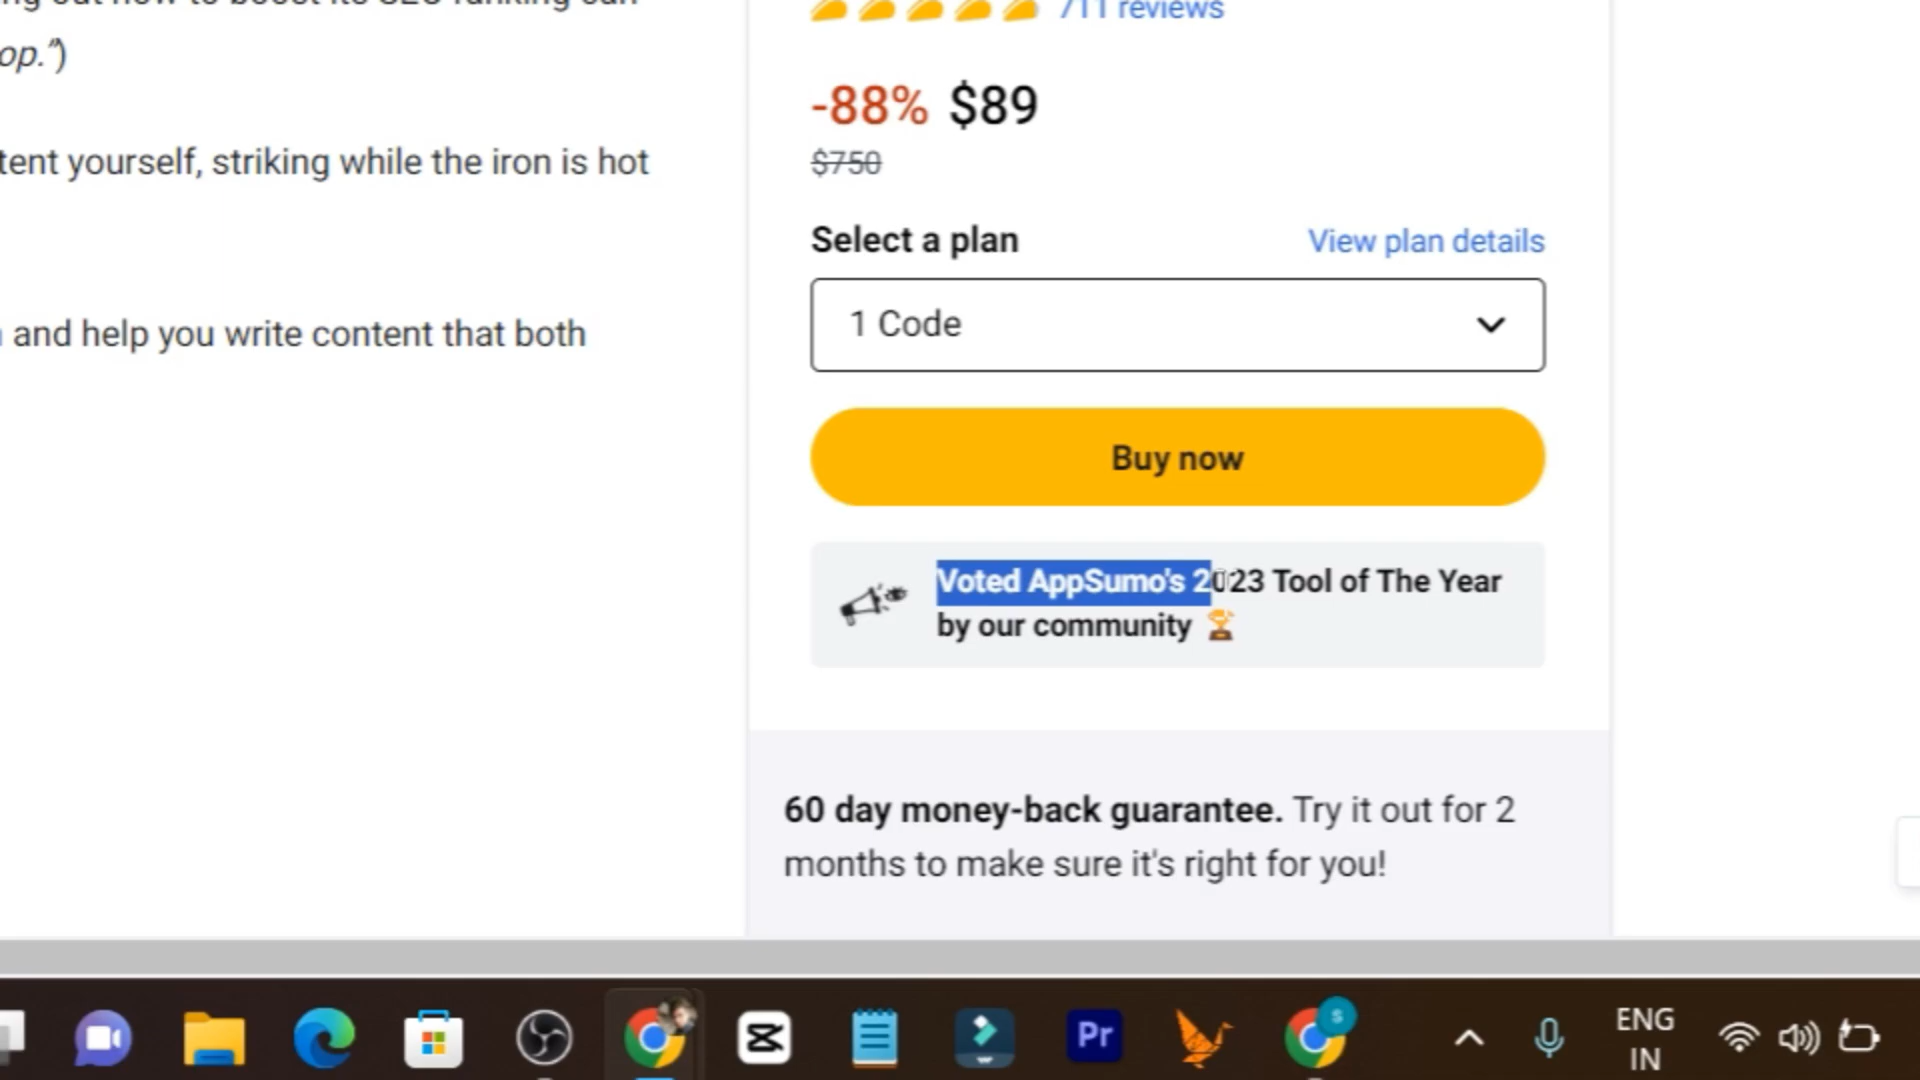 711 reviews
op.")
-88% $89
tent yourself, striking while the iron is hot
$750
Select a plan
View plan details
1 Code
and help you write content that both
Buy now
Voted AppSumo's 2023 Tool of The Year
by our community
60 day money-back guarantee. Try it out for 2
months to make sure it's right for you!
Pr
S
ENG
IN